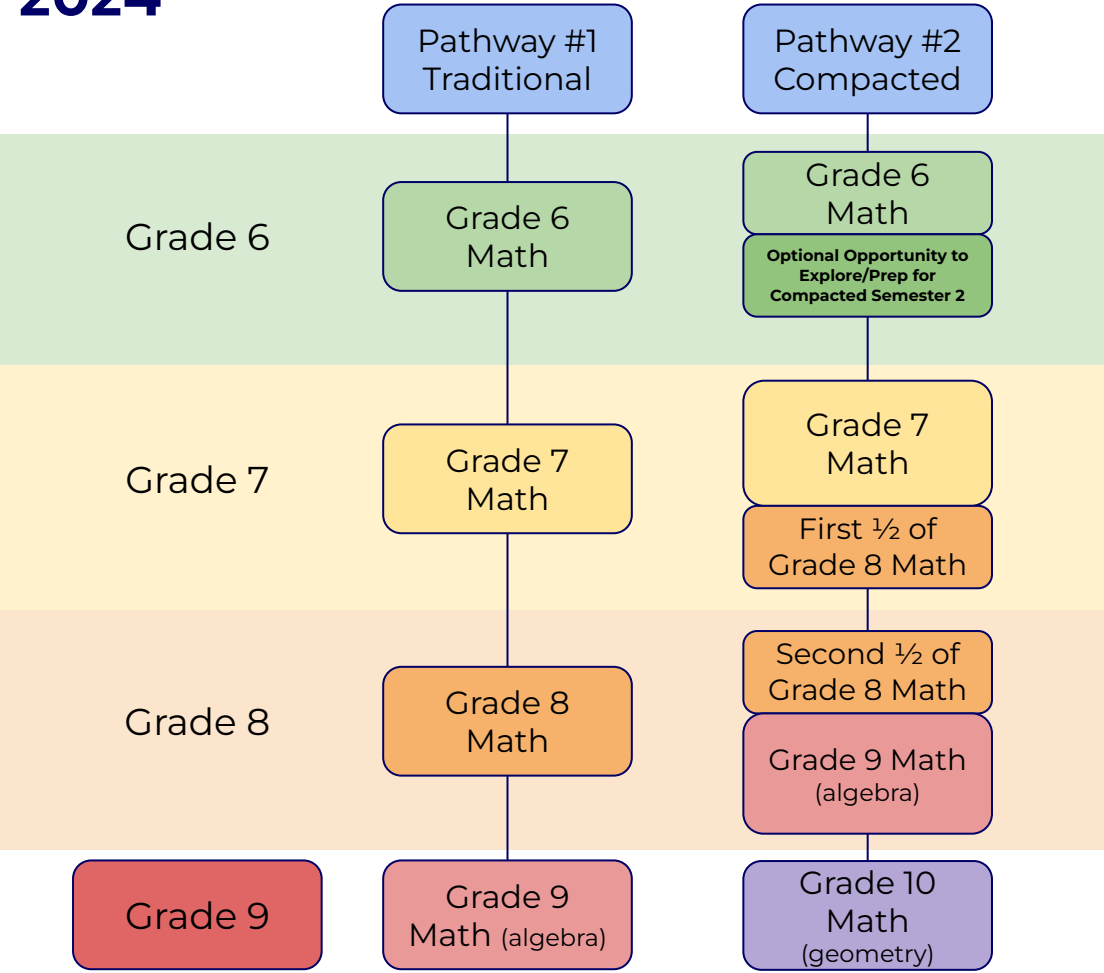 2024
Pathway #1
Traditional
Pathway #2
Compacted
Grade 6
Grade 6
Math
Grade 6
Math
Optional Opportunity to
Explore/Prep for
Compacted Semester 2
Grade 7
Grade 7
Math
Grade 7
Math
First ½ of
Grade 8 Math
Grade 8
Grade 8
Math
Second ½ of
Grade 8 Math
Grade 9 Math
(algebra)
Grade 9
Grade 9
Math (algebra)
Grade 10
Math
(geometry)